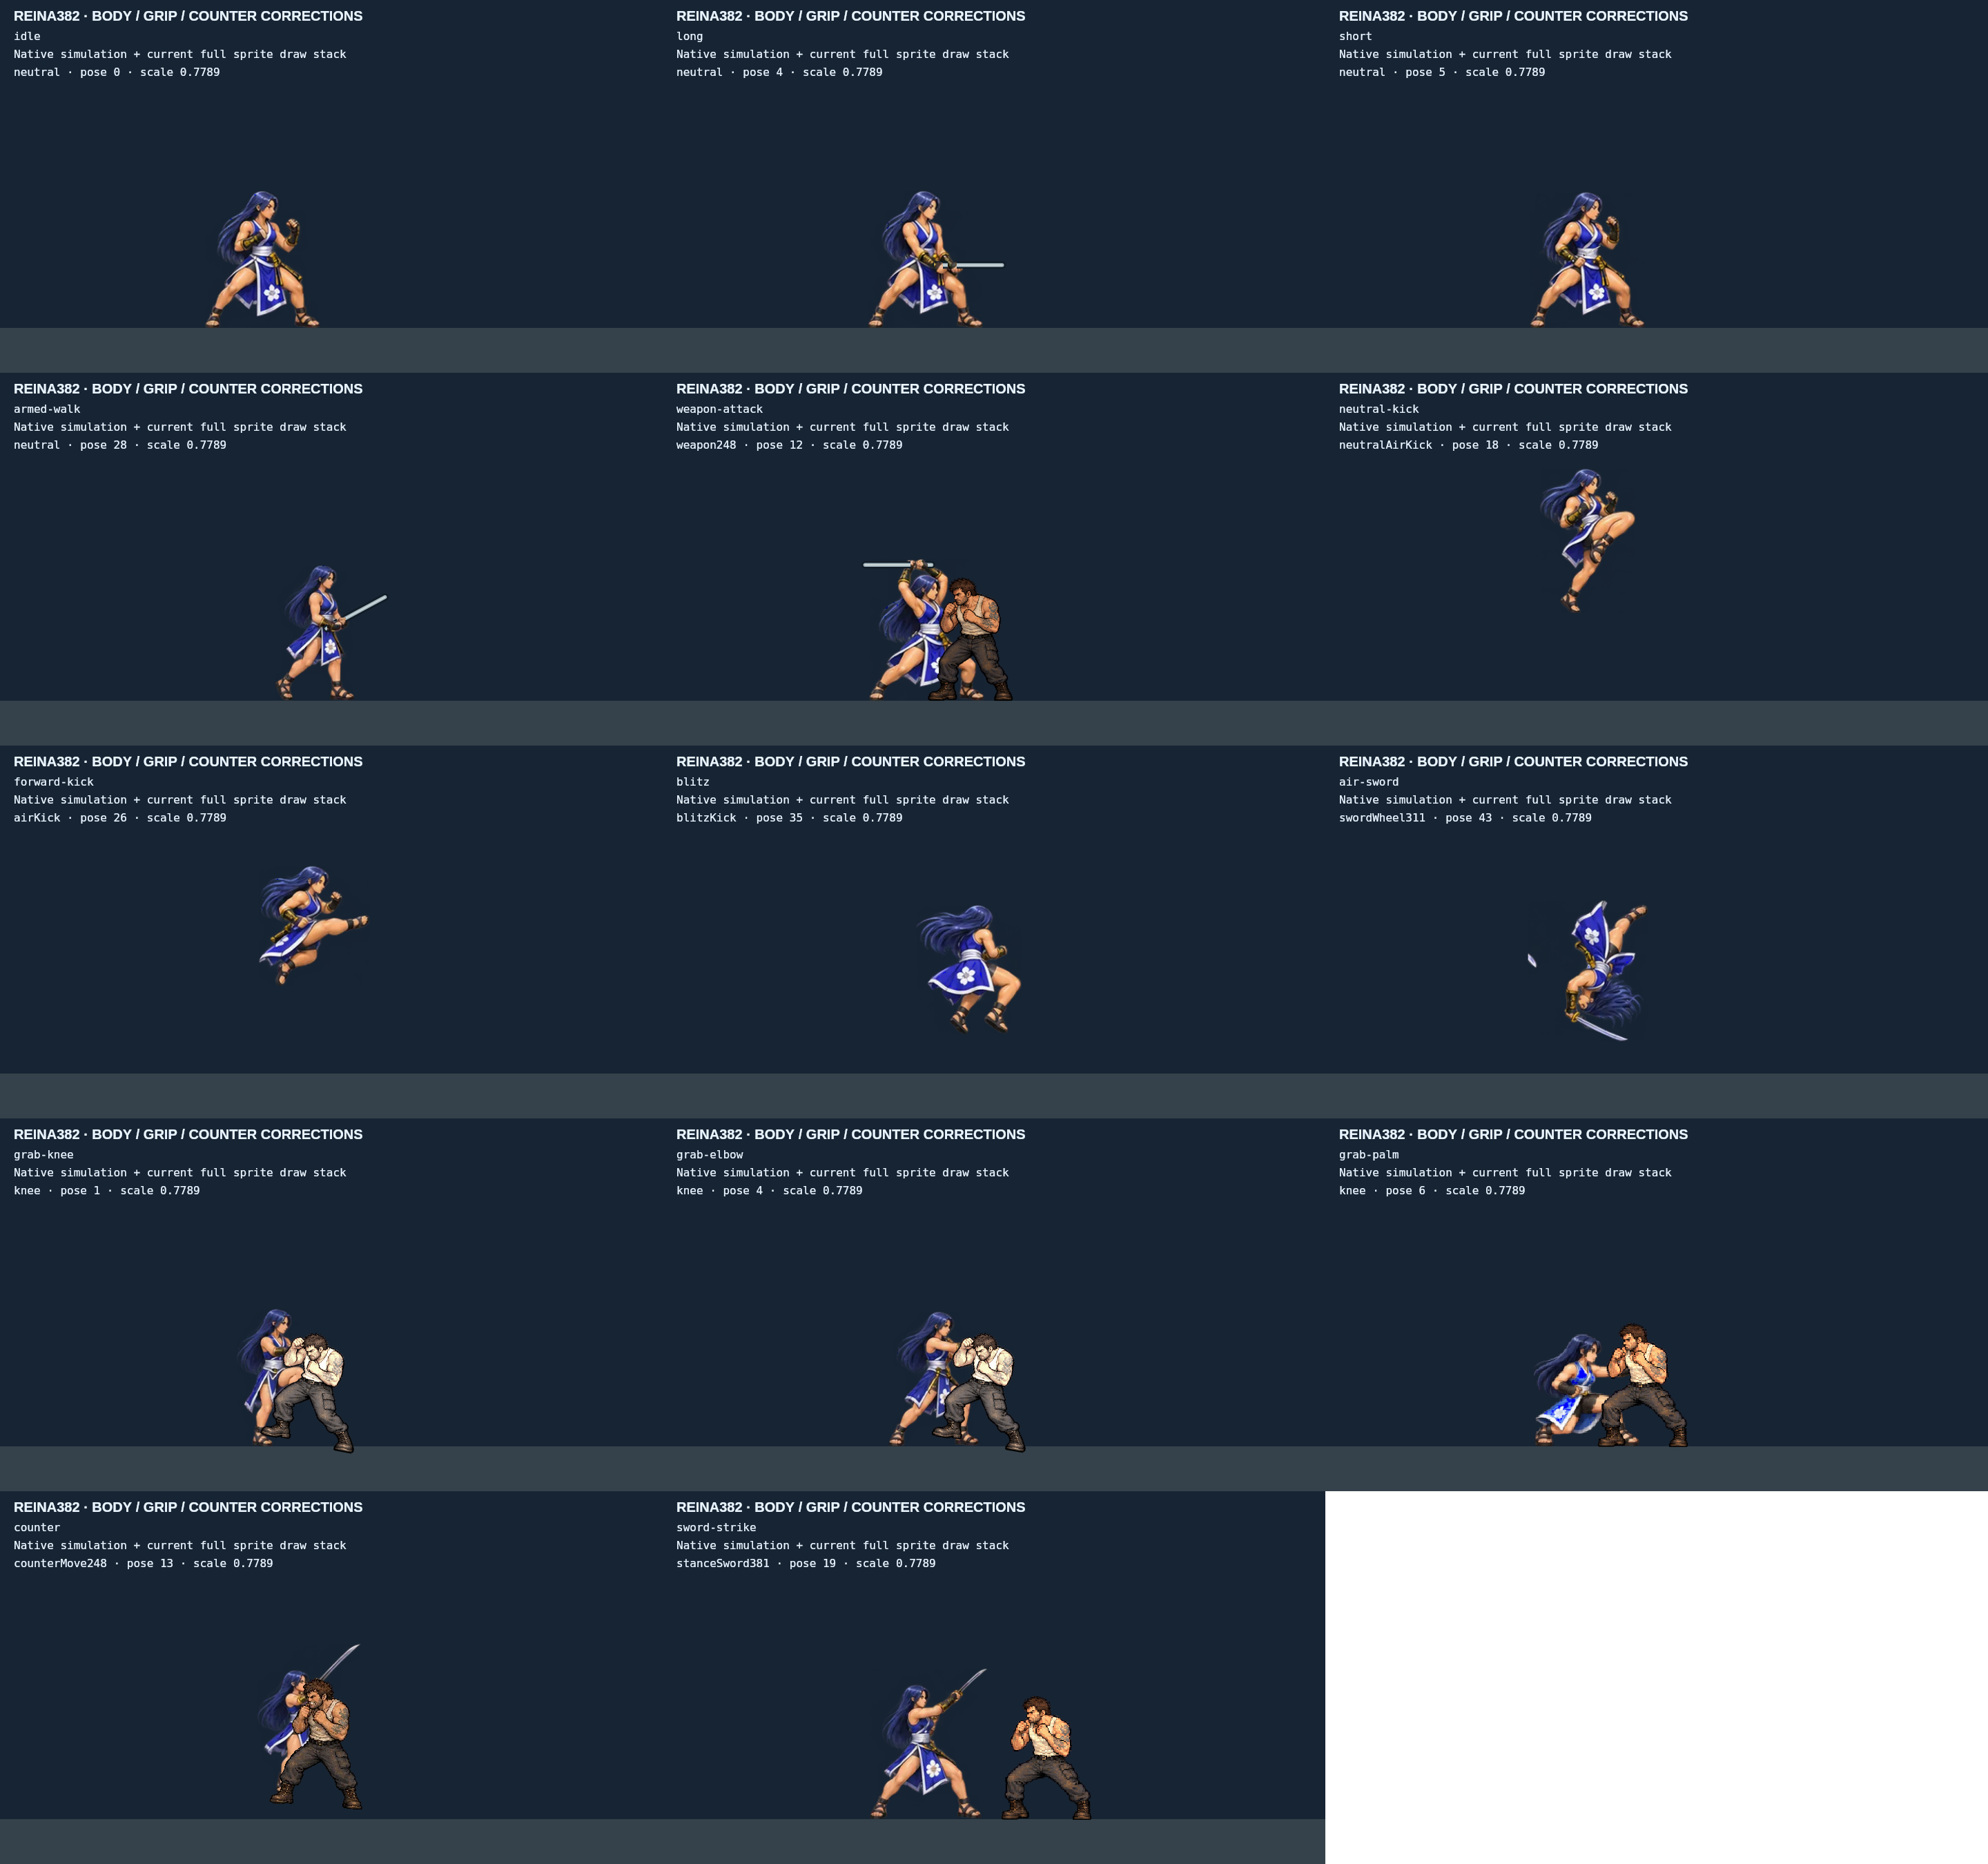 REINA382 · BODY / GRIP / COUNTER CORRECTIONS
idle
Native simulation + current full sprite draw stack
neutral · pose 0 · scale 0.7789
REINA382 · BODY / GRIP / COUNTER CORRECTIONS
long
Native simulation + current full sprite draw stack
neutral · pose 4 · scale 0.7789
REINA382 · BODY / GRIP / COUNTER CORRECTIONS
short
Native simulation + current full sprite draw stack
neutral · pose 5 · scale 0.7789
REINA382 · BODY / GRIP / COUNTER CORRECTIONS
armed-walk
Native simulation + current full sprite draw stack
neutral · pose 28 · scale 0.7789
REINA382 · BODY / GRIP / COUNTER CORRECTIONS
weapon-attack
Native simulation + current full sprite draw stack
weapon248 · pose 12 · scale 0.7789
REINA382 · BODY / GRIP / COUNTER CORRECTIONS
neutral-kick
Native simulation + current full sprite draw stack
neutralAirKick · pose 18 · scale 0.7789
REINA382 · BODY / GRIP / COUNTER CORRECTIONS
forward-kick
Native simulation + current full sprite draw stack
airKick · pose 26 · scale 0.7789
REINA382 · BODY / GRIP / COUNTER CORRECTIONS
blitz
Native simulation + current full sprite draw stack
blitzKick · pose 35 · scale 0.7789
REINA382 · BODY / GRIP / COUNTER CORRECTIONS
air-sword
Native simulation + current full sprite draw stack
swordWheel311 · pose 43 · scale 0.7789
REINA382 · BODY / GRIP / COUNTER CORRECTIONS
grab-knee
Native simulation + current full sprite draw stack
knee · pose 1 · scale 0.7789
REINA382 · BODY / GRIP / COUNTER CORRECTIONS
grab-elbow
Native simulation + current full sprite draw stack
knee · pose 4 · scale 0.7789
REINA382 · BODY / GRIP / COUNTER CORRECTIONS
grab-palm
Native simulation + current full sprite draw stack
knee · pose 6 · scale 0.7789
REINA382 · BODY / GRIP / COUNTER CORRECTIONS
counter
Native simulation + current full sprite draw stack
counterMove248 · pose 13 · scale 0.7789
REINA382 · BODY / GRIP / COUNTER CORRECTIONS
sword-strike
Native simulation + current full sprite draw stack
stanceSword381 · pose 19 · scale 0.7789